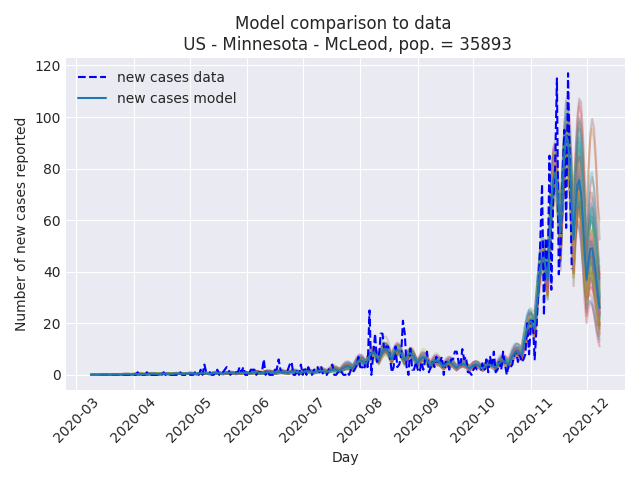 Model comparison to data
US - Minnesota - McLeod, pop. = 35893
new cases data
new cases model
Number of new cases reported
120
100
80
60
40
20
0
2020-03
2020-04
2020-05
2020-06
2020-07
2020-08
2020-09
2020-10
2020-11
2020-12
Day